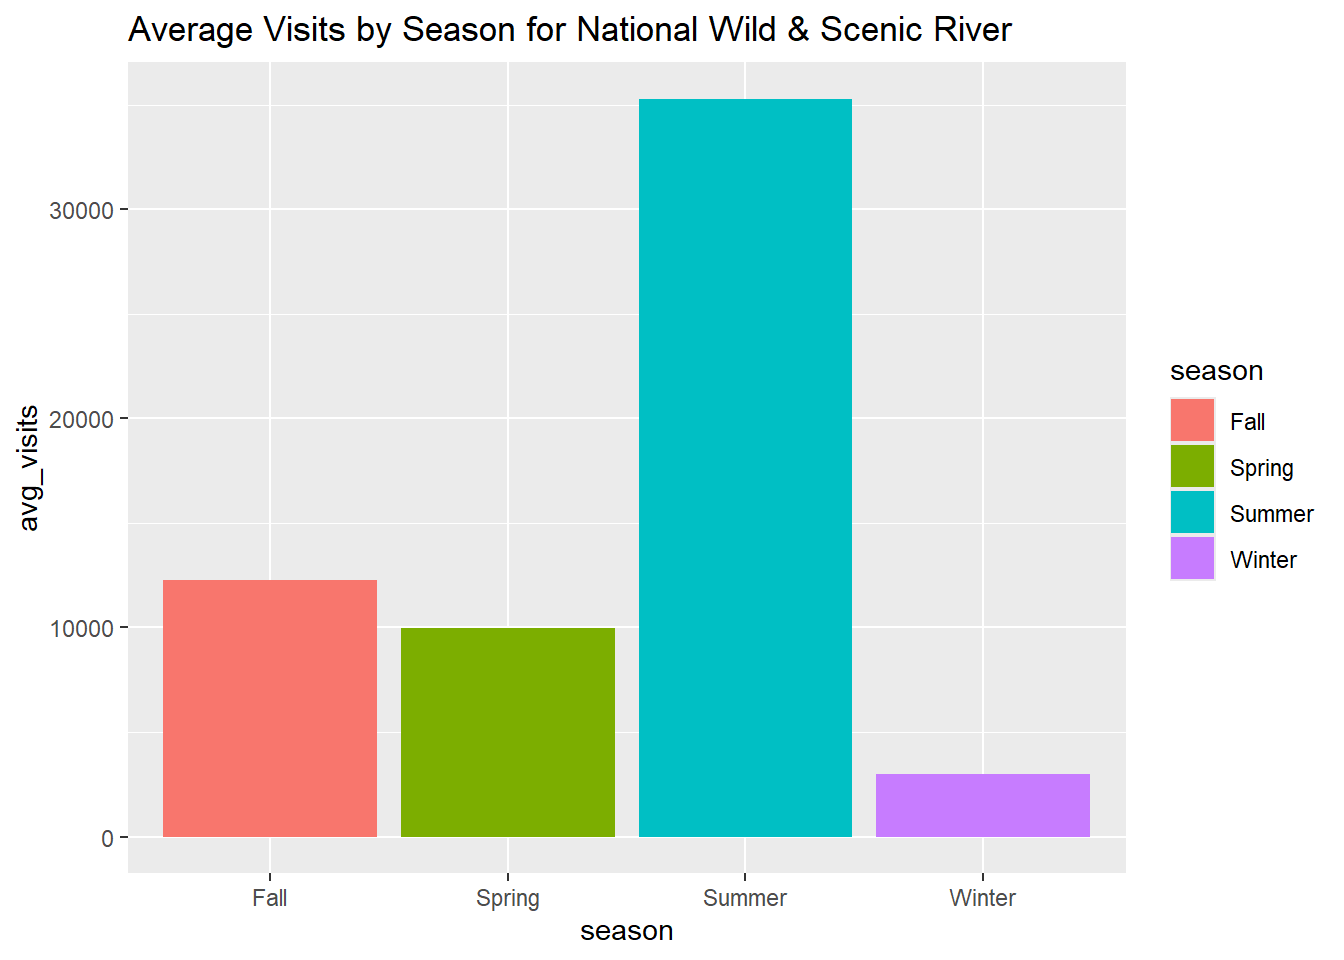 Average Visits by Season for National Wild & Scenic River
avg_visits
30000
20000
10000
0
Fall
Spring
Summer
Winter
season
season
Fall
Spring
Summer
Winter